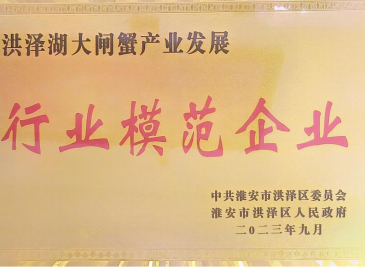 洪泽湖大闸蟹产业发展
行业模范企业
中共淮安市洪泽区委员会
淮安市洪泽区人民政府
二〇二三年九月